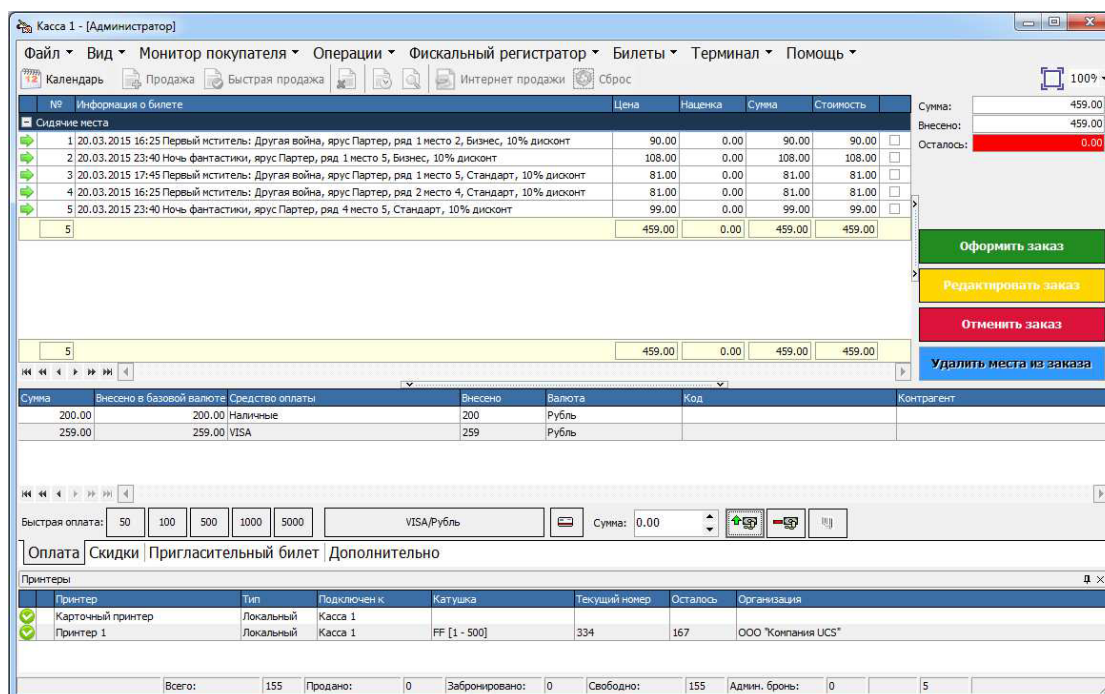 Касса 1 - [Администратор]
Файл Вид Монитор покупателя Операции Фискальный регистратор Билеты Терминал Помощь
12 Календарь Продажа Быстрая продажа Интернет продажи Сброс 100%
№ Информация о билете Цена Наценка Сумма Стоимость
Сумма: 459.00
Сидячие места
Внесено: 459.00
Осталось: 0.00
1 20.03.2015 16:25 Первый мститель: Другая война, ярус Партер, ряд 1 место 2, Бизнес, 10% дисконт 90.00 0.00 90.00 90.00
2 20.03.2015 23:40 Ночь фантастики, ярус Партер, ряд 1 место 5, Бизнес, 10% дисконт 108.00 0.00 108.00 108.00
3 20.03.2015 17:45 Первый мститель: Другая война, ярус Партер, ряд 1 место 5, Стандарт, 10% дисконт 81.00 0.00 81.00 81.00
4 20.03.2015 16:25 Первый мститель: Другая война, ярус Партер, ряд 2 место 4, Стандарт, 10% дисконт 81.00 0.00 81.00 81.00
5 20.03.2015 23:40 Ночь фантастики, ярус Партер, ряд 4 место 5, Стандарт, 10% дисконт 99.00 0.00 99.00 99.00
5 459.00 0.00 459.00 459.00
Оформить заказ
Редактировать заказ
Отменить заказ
5 459.00 0.00 459.00 459.00
Удалить места из заказа
Сумма Внесено в базовой валюте Средство оплаты Внесено Валюта Код Контрагент
200.00 200.00 Наличные 200 Рубль
259.00 259.00 VISA 259 Рубль
Быстрая оплата: 50 100 500 1000 5000 VISA/Рубль Сумма: 0.00
Оплата Скидки Пригласительный билет Дополнительно
Принтеры
Принтер Тип Подключен к Катушка Текущий номер Осталось Организация
Карточный принтер Локальный Касса 1
Принтер 1 Локальный Касса 1 FF [1 - 500] 334 167 ООО "Компания UCS"
Всего: 155 Продано: 0 Забронировано: 0 Свободно: 155 Админ. бронь: 0 5